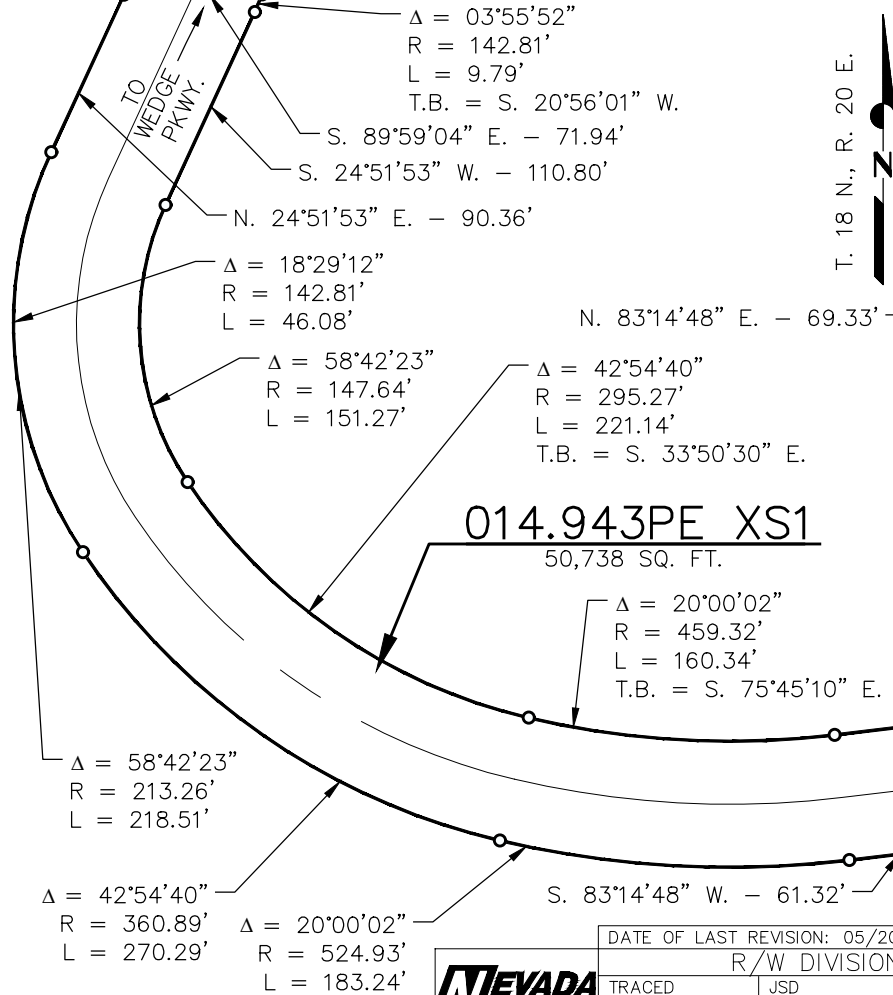 Δ = 03°55'52"
R = 142.81'
L = 9.79'
T.B. = S. 20°56'01" W.
TO
WEDGE
PKWY.
S. 89°59'04" E. – 71.94'
S. 24°51'53" W. – 110.80'
N. 24°51'53" E. – 90.36'
T. 18 N., R. 20 E.
N
Δ = 18°29'12"
R = 142.81'
L = 46.08'
N. 83°14'48" E. – 69.33'
Δ = 58°42'23"
R = 147.64'
L = 151.27'
Δ = 42°54'40"
R = 295.27'
L = 221.14'
T.B. = S. 33°50'30" E.
014.943PE XS1
50,738 SQ. FT.
Δ = 20°00'02"
R = 459.32'
L = 160.34'
T.B. = S. 75°45'10" E.
Δ = 58°42'23"
R = 213.26'
L = 218.51'
Δ = 42°54'40"
R = 360.89'
L = 270.29'
Δ = 20°00'02"
R = 524.93'
L = 183.24'
S. 83°14'48" W. – 61.32'
DATE OF LAST REVISION: 05/20
R/W DIVISION
NEVADA
TRACED JSD